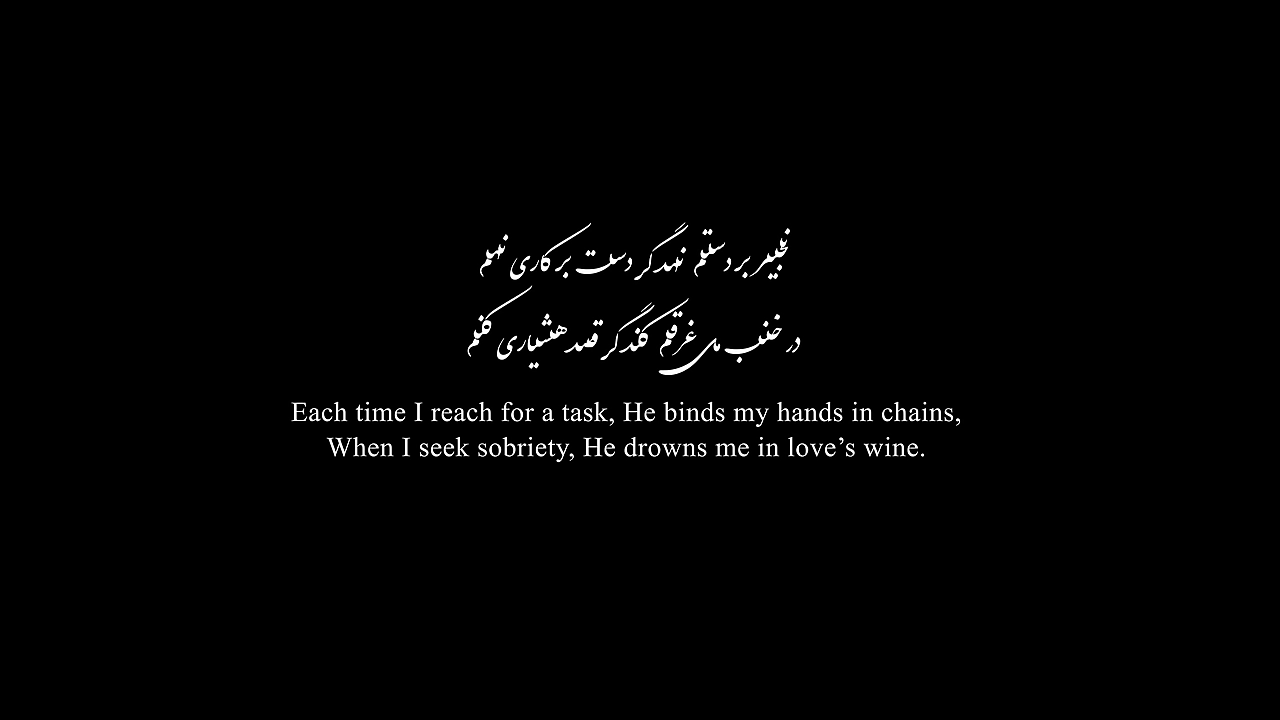 زنجیر بر دستم نهد گر دست بر کاری نهم
در خنب می غرقم کند گر قصد هشیاری کنم
Each time I reach for a task, He binds my hands in chains,
When I seek sobriety, He drowns me in love’s wine.